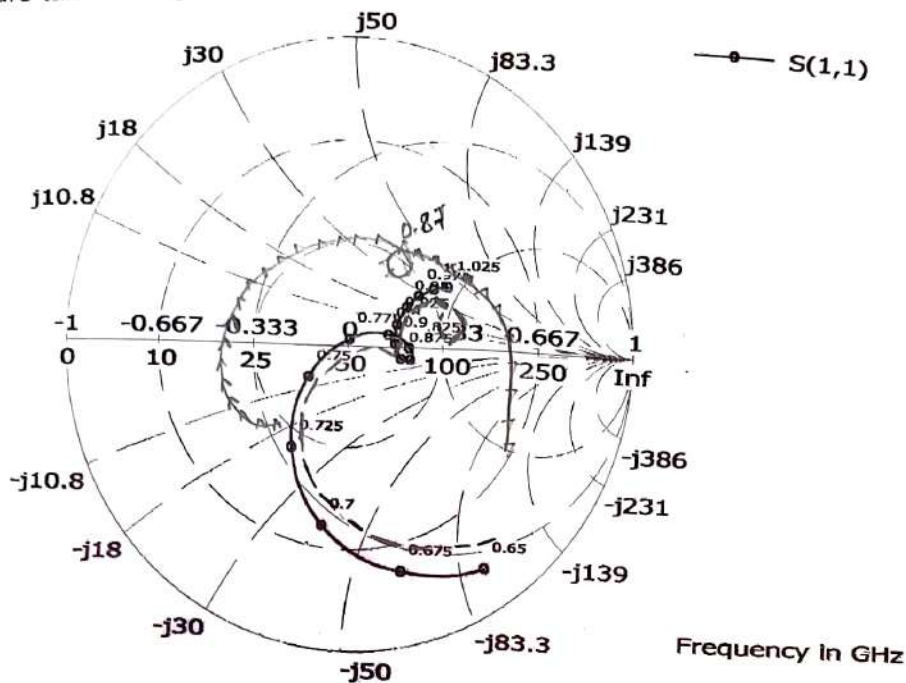 j50
j30
j83.3
S(1,1)
j18
j139
j10.8
0.87
j231
1.025
j386
0.77
0.9
-1 -0.667 -0.333 0 0.667 1
0.875
0 10 25 50 100 250 Inf
0.75
0.725
-j10.8
-j386
-j231
0.7
-j18
0.675 0.65
-j139
-j30
-j83.3
-j50
Frequency in GHz